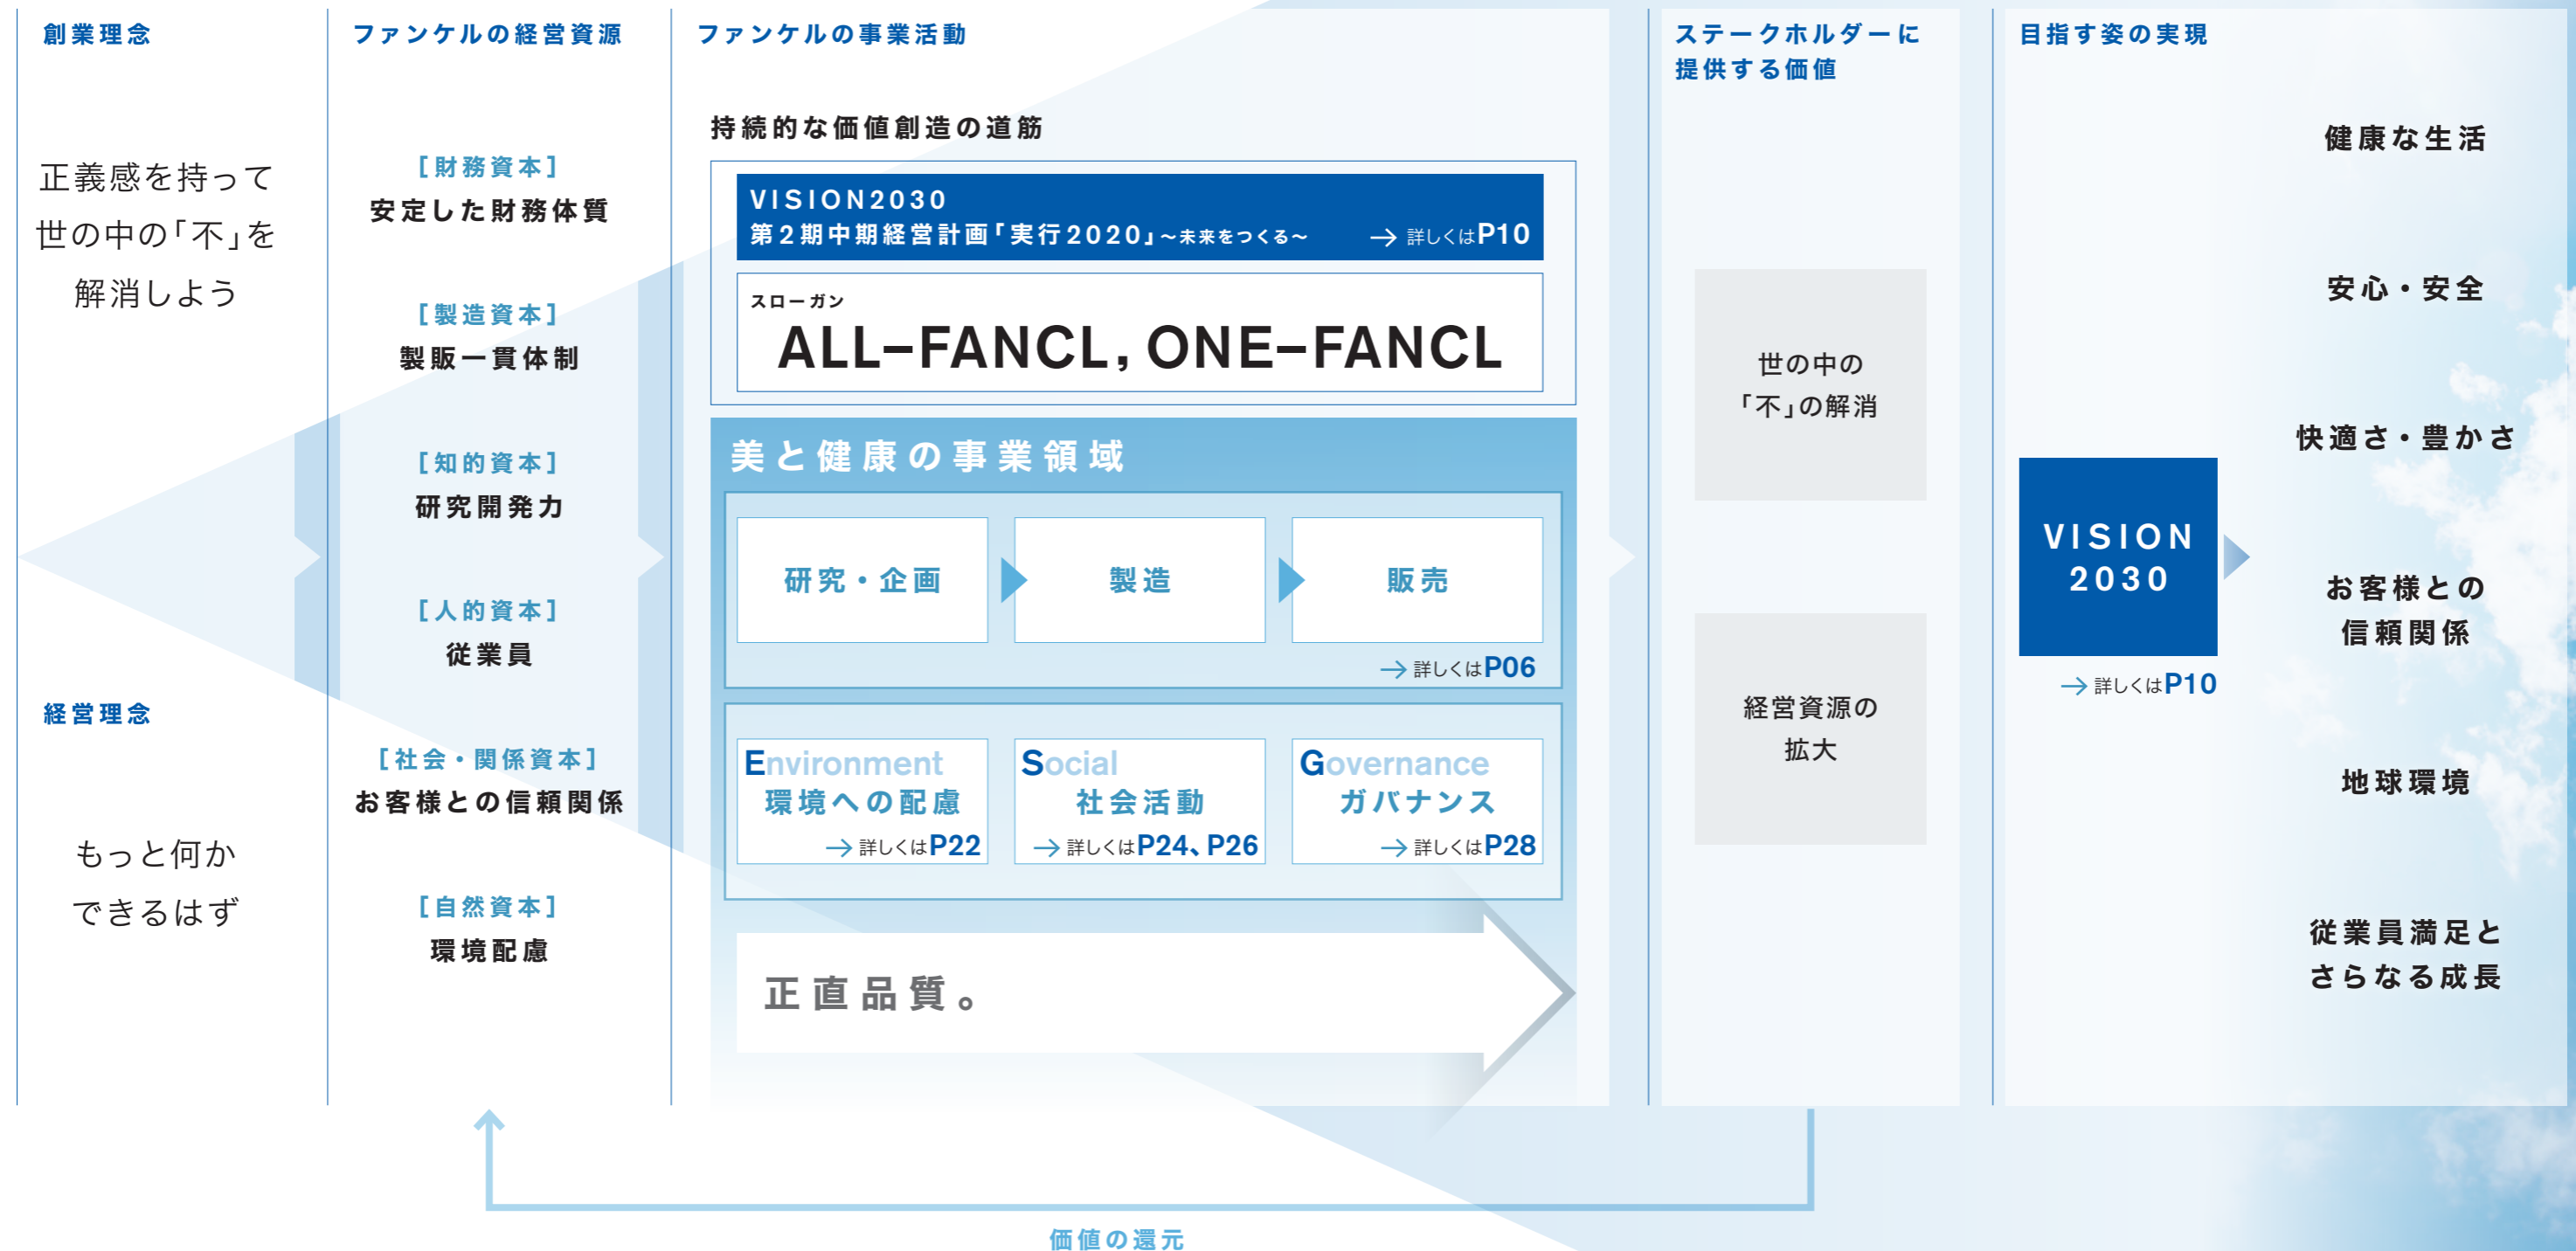 創業理念
正義感を持って
世の中の「不」を
解消しよう
経営理念
もっと何か
できるはず
ファンケルの経営資源
[財務資本]
安定した財務体質
[製造資本]
製販一貫体制
[知的資本]
研究開発力
[人的資本]
従業員
[社会・関係資本]
お客様との信頼関係
[自然資本]
環境配慮
ファンケルの事業活動
持続的な価値創造の道筋
VISION2030
第2期中期経営計画「実行2020」～未来をつくる～ → 詳しくはP10
スローガン
ALL–FANCL, ONE–FANCL
美と健康の事業領域
研究・企画
製造
販売
→ 詳しくはP06
Environment
環境への配慮
→ 詳しくはP22
Social
社会活動
→ 詳しくはP24、P26
Governance
ガバナンス
→ 詳しくはP28
正直品質。
ステークホルダーに
提供する価値
世の中の
「不」の解消
経営資源の
拡大
目指す姿の実現
VISION
2030
→ 詳しくはP10
健康な生活
安心・安全
快適さ・豊かさ
お客様との
信頼関係
地球環境
従業員満足と
さらなる成長
価値の還元